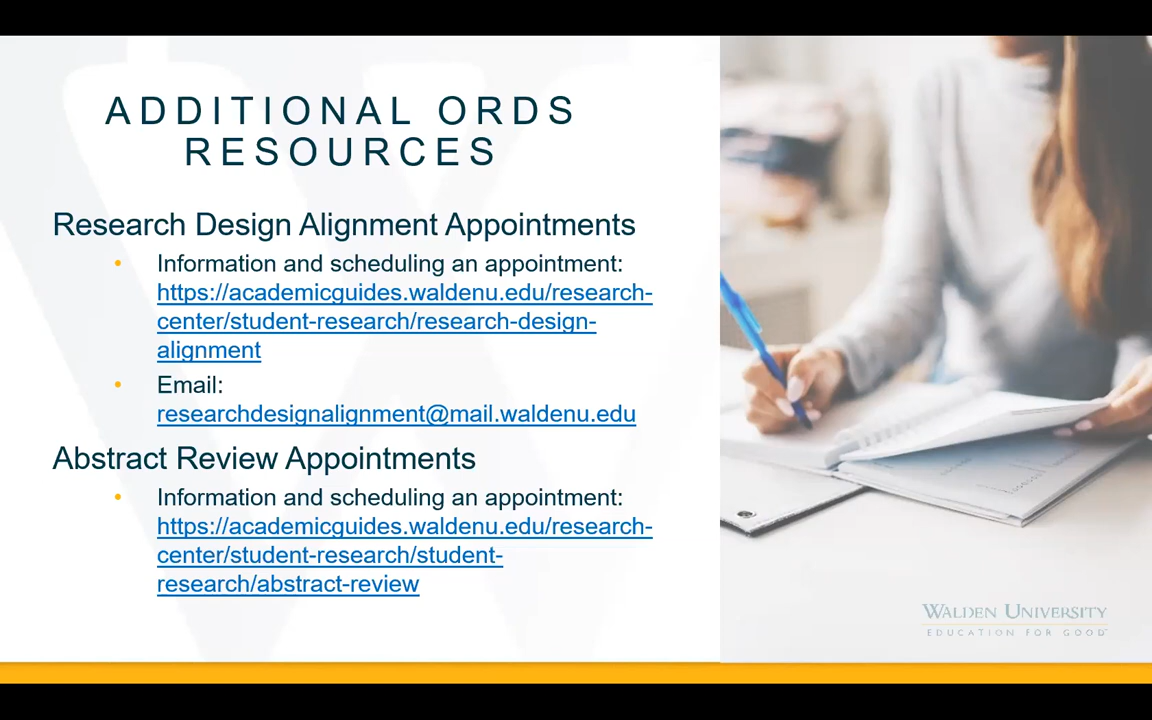 ADDITIONAL ORDS
RESOURCES
Research Design Alignment Appointments
• Information and scheduling an appointment:
https://academicguides.waldenu.edu/research-
center/student-research/research-design-
alignment
• Email:
researchdesignalignment@mail.waldenu.edu
Abstract Review Appointments
• Information and scheduling an appointment:
https://academicguides.waldenu.edu/research-
center/student-research/student-
research/abstract-review
WALDEN UNIVERSITY
EDUCATION FOR GOOD